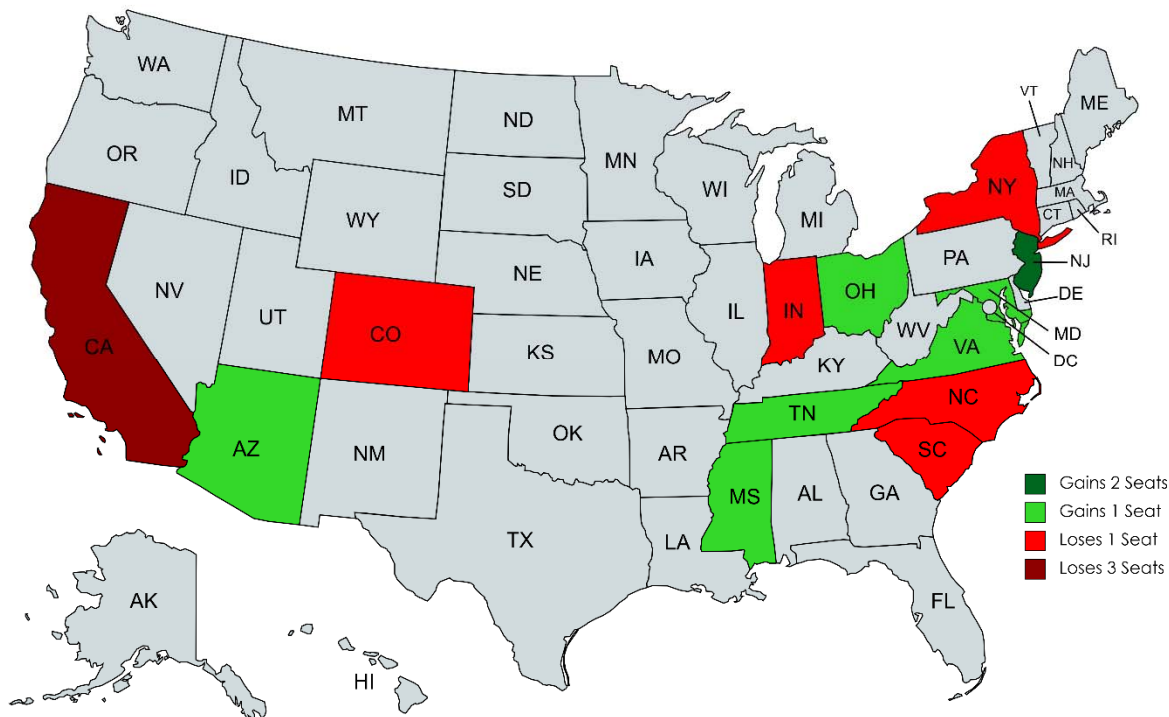 WA
MT
ND
MN
VT
ME
OR
ID
SD
WI
MI
NY
NH
MA
CT
RI
WY
IA
PA
NJ
NE
NV
UT
CO
IL
IN
OH
DE
MD
DC
WV
VA
CA
KS
MO
KY
TN
NC
AZ
NM
OK
AR
SC
MS
AL
GA
TX
LA
FL
AK
HI
Gains 2 Seats
Gains 1 Seat
Loses 1 Seat
Loses 3 Seats